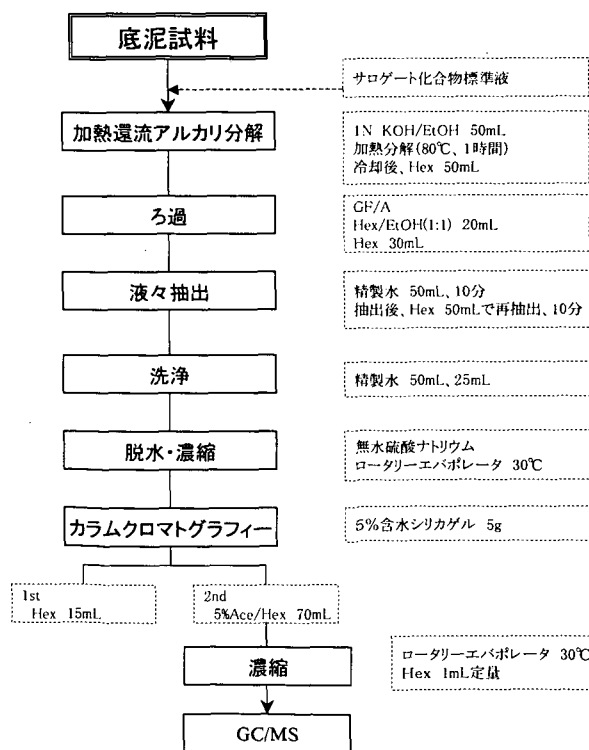 底泥試料
サロゲート化合物標準液
加熱還流アルカリ分解
1N KOH/EtOH 50mL
加熱分解(80℃、1時間)
冷却後、Hex 50mL
ろ過
GF/A
Hex/EtOH(1:1) 20mL
Hex 30mL
液々抽出
精製水 50mL、10分
抽出後、Hex 50mLで再抽出、10分
洗浄
精製水 50mL、25mL
脱水・濃縮
無水硫酸ナトリウム
ロータリーエバポレータ 30℃
カラムクロマトグラフィー
5%含水シリカゲル 5g
1st
Hex 15mL
2nd
5%Ace/Hex 70mL
濃縮
ロータリーエバポレータ 30℃
Hex 1mL定量
GC/MS